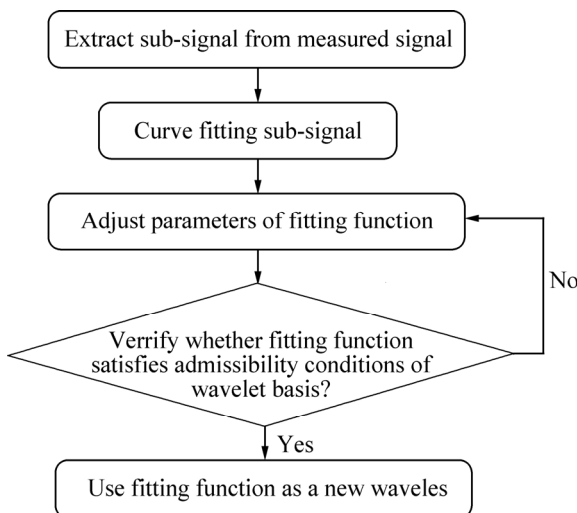 Extract sub-signal from measured signal
Curve fitting sub-signal
Adjust parameters of fitting function
No
Verrify whether fitting function
satisfies admissibility conditions of
wavelet basis?
Yes
Use fitting function as a new waveles